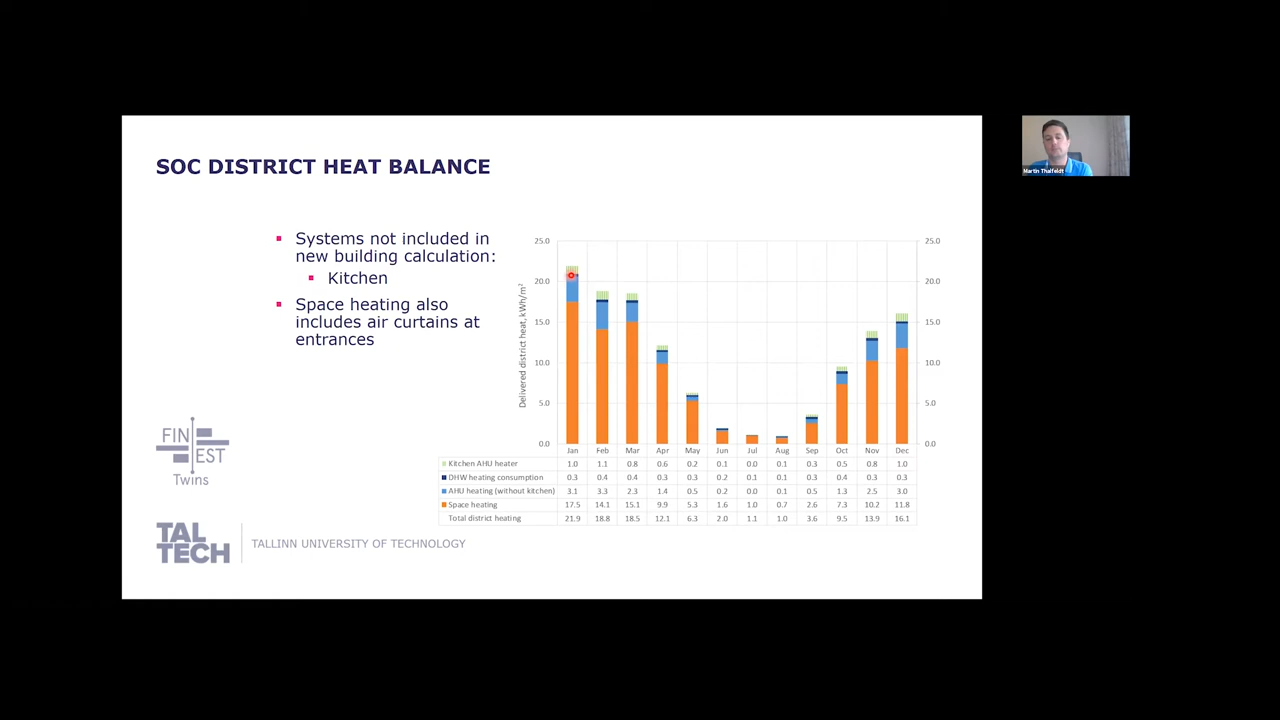 SOC DISTRICT HEAT BALANCE
Martin Thalfeldt
▪ Systems not included in
new building calculation:
▪ Kitchen
▪ Space heating also
includes air curtains at
entrances
Delivered district heat, kWh/m²
25.0 25.0
20.0 20.0
15.0 15.0
10.0 10.0
5.0 5.0
0.0 0.0
Jan Feb Mar Apr May Jun Jul Aug Sep Oct Nov Dec
Kitchen AHU heater 1.0 1.1 0.8 0.6 0.2 0.1 0.0 0.1 0.3 0.5 0.8 1.0
DHW heating consumption 0.3 0.4 0.4 0.3 0.3 0.2 0.1 0.1 0.3 0.4 0.3 0.3
AHU heating (without kitchen) 3.1 3.3 2.3 1.4 0.5 0.2 0.0 0.1 0.5 1.3 2.5 3.0
Space heating 17.5 14.1 15.1 9.9 5.3 1.6 1.0 0.7 2.6 7.3 10.2 11.8
Total district heating 21.9 18.8 18.5 12.1 6.3 2.0 1.1 1.0 3.6 9.5 13.9 16.1
FIN
EST
Twins
TAL
TECH
TALLINN UNIVERSITY OF TECHNOLOGY